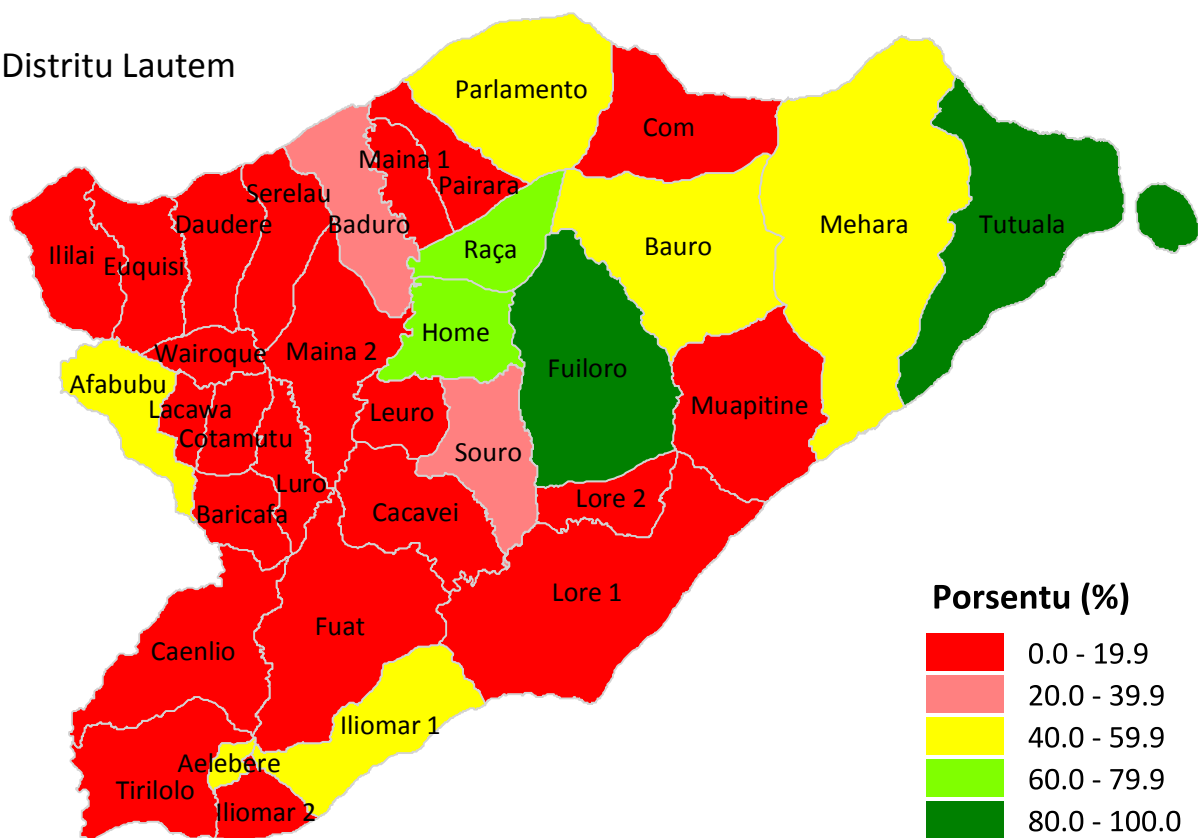 Distritu Lautem
Parlamento
Com
Maina 1
Pairara
Serelau
Daudere
Baduro
Mehara
Tutuala
Ililai
Euquisi
Raça
Bauro
Home
Wairoque
Maina 2
Fuiloro
Afabubu
Lacawa
Leuro
Muapitine
Cotamutu
Souro
Luro
Lore 2
Baricafa
Cacavei
Lore 1
Fuat
Caenlio
Iliomar 1
Aelebere
Tirilolo
Iliomar 2
Porsentu (%)
0.0 - 19.9
20.0 - 39.9
40.0 - 59.9
60.0 - 79.9
80.0 - 100.0